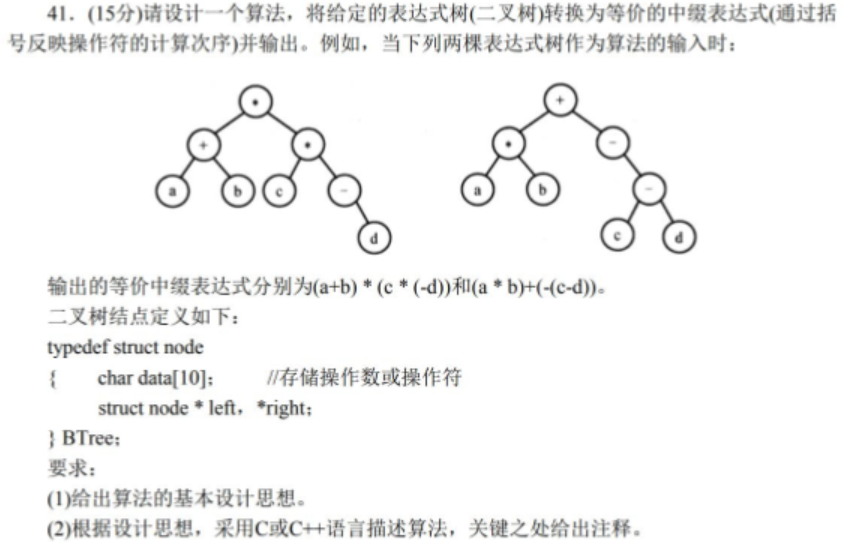 41．(15分)请设计一个算法，将给定的表达式树(二叉树)转换为等价的中缀表达式(通过括
号反映操作符的计算次序)并输出。例如，当下列两棵表达式树作为算法的输入时：
*
+
+
*
*
-
a
b
c
-
a
b
-
d
c
d
输出的等价中缀表达式分别为(a+b) * (c * (-d))和(a * b)+(-(c-d))。
二叉树结点定义如下：
typedef struct node
{ char data[10]; //存储操作数或操作符
struct node * left，*right;
} BTree;
要求：
(1)给出算法的基本设计思想。
(2)根据设计思想，采用C或C++语言描述算法，关键之处给出注释。